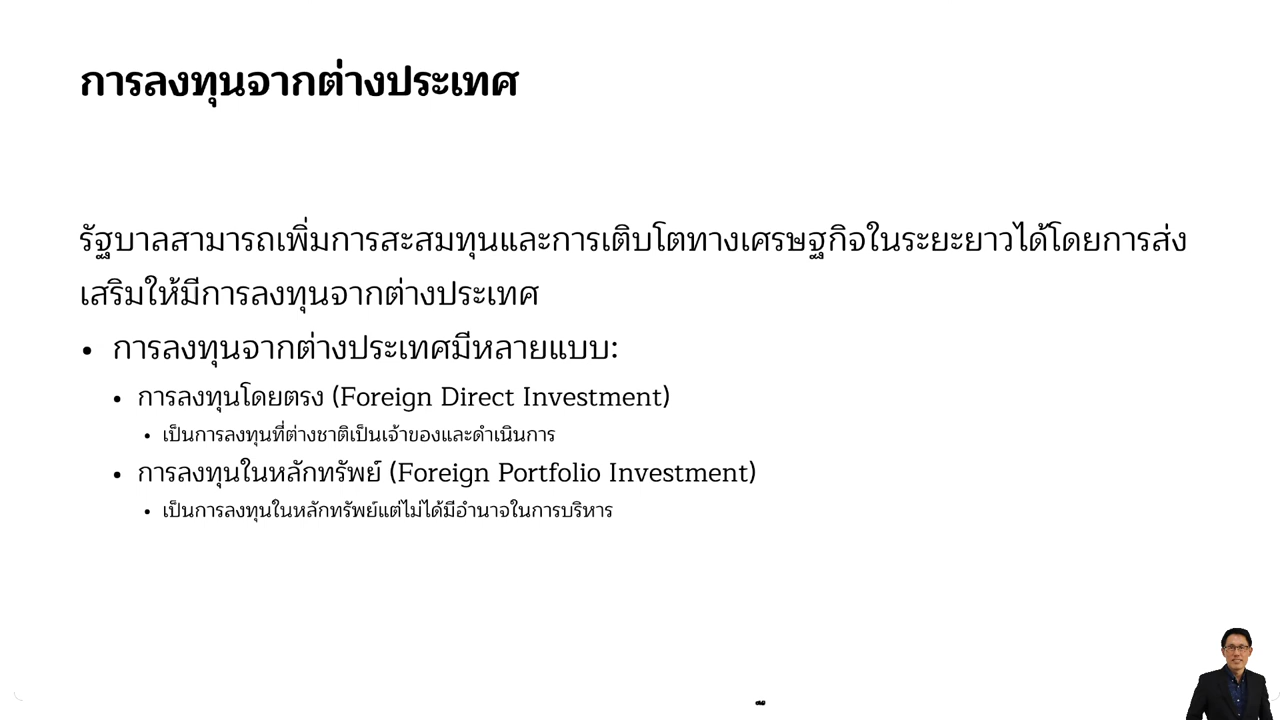 การลงทุนจากต่างประเทศ
รัฐบาลสามารถเพิ่มการสะสมทุนและการเติบโตทางเศรษฐกิจในระยะยาวได้โดยการส่ง
เสริมให้มีการลงทุนจากต่างประเทศ
• การลงทุนจากต่างประเทศมีหลายแบบ:
• การลงทุนโดยตรง (Foreign Direct Investment)
• เป็นการลงทุนที่ต่างชาติเป็นเจ้าของและดำเนินการ
• การลงทุนในหลักทรัพย์ (Foreign Portfolio Investment)
• เป็นการลงทุนในหลักทรัพย์แต่ไม่ได้มีอำนาจในการบริหาร